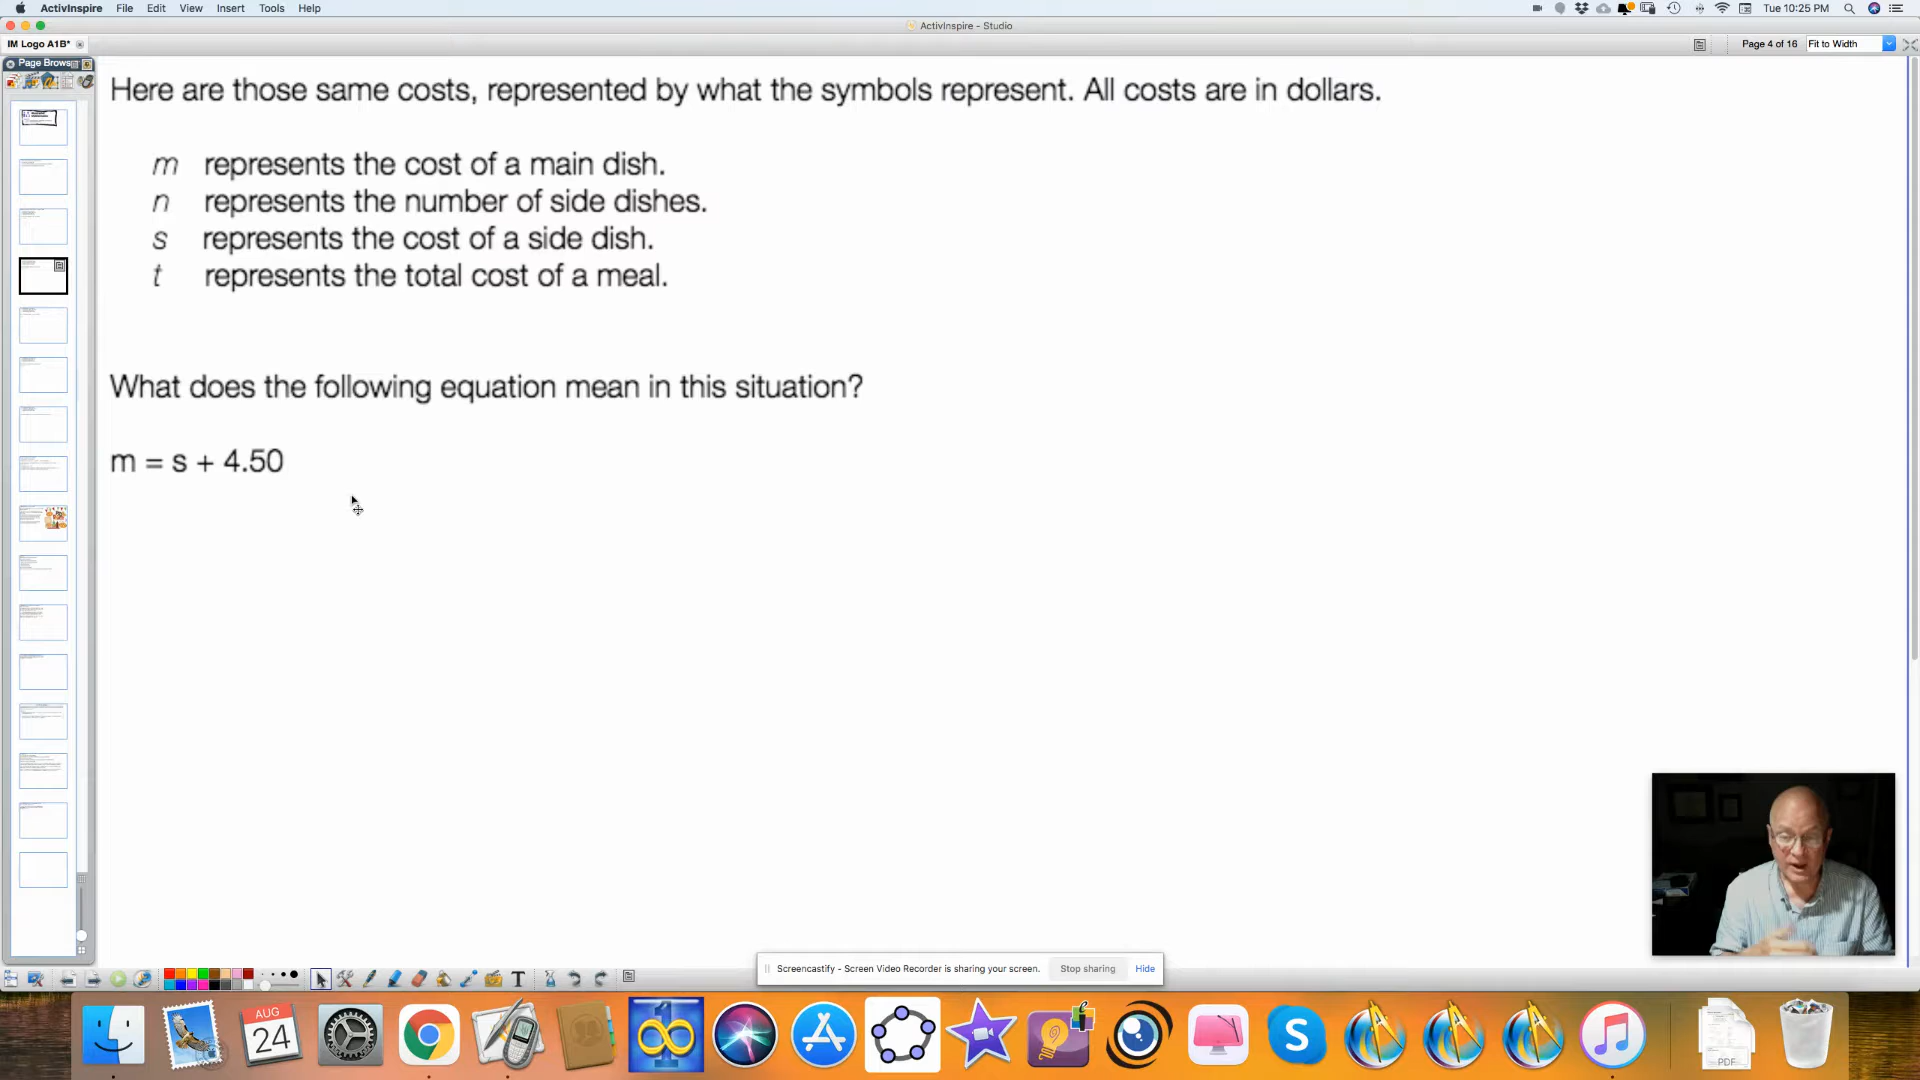 ActivInspire File Edit View Insert Tools Help
Tue 10:25 PM
ActivInspire - Studio
IM Logo A1B*
Page 4 of 16
Fit to Width
Page Brows
Here are those same costs, represented by what the symbols represent. All costs are in dollars.
m represents the cost of a main dish.
n represents the number of side dishes.
s represents the cost of a side dish.
t represents the total cost of a meal.
What does the following equation mean in this situation?
m = s + 4.50
Screencastify - Screen Video Recorder is sharing your screen.
Stop sharing
Hide
AUG
24
PDF